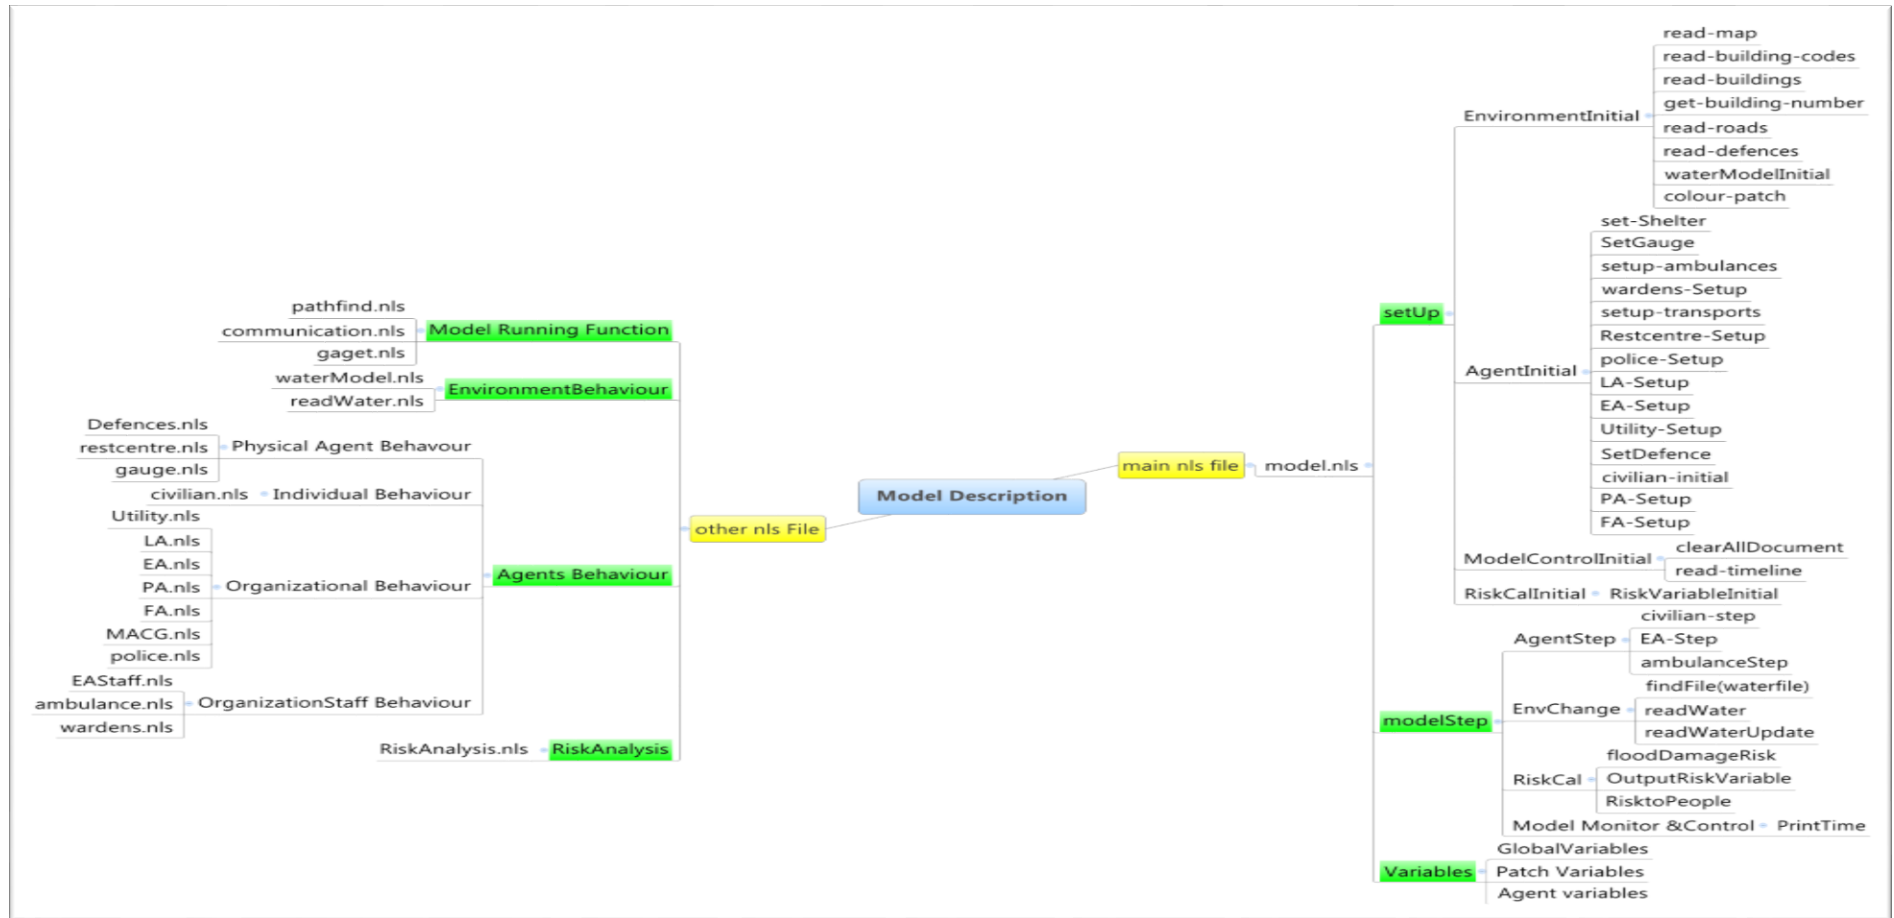 Model Description
main nls file
model.nls
setUp
EnvironmentInitial
read-map
read-building-codes
read-buildings
get-building-number
read-roads
read-defences
waterModelInitial
colour-patch
AgentInitial
set-Shelter
SetGauge
setup-ambulances
wardens-Setup
setup-transports
Restcentre-Setup
police-Setup
LA-Setup
EA-Setup
Utility-Setup
SetDefence
civilian-initial
PA-Setup
FA-Setup
ModelControlInitial
clearAllDocument
read-timeline
RiskCalInitial
RiskVariableInitial
modelStep
AgentStep
civilian-step
EA-Step
ambulanceStep
EnvChange
findFile(waterfile)
readWater
readWaterUpdate
RiskCal
floodDamageRisk
OutputRiskVariable
RisktoPeople
Model Monitor &Control
PrintTime
Variables
GlobalVariables
Patch Variables
Agent variables
other nls File
Model Running Function
pathfind.nls
communication.nls
gaget.nls
EnvironmentBehaviour
waterModel.nls
readWater.nls
Agents Behaviour
Physical Agent Behavour
Defences.nls
restcentre.nls
gauge.nls
Individual Behaviour
civilian.nls
Organizational Behaviour
Utility.nls
LA.nls
EA.nls
PA.nls
FA.nls
MACG.nls
police.nls
OrganizationStaff Behaviour
EAStaff.nls
ambulance.nls
wardens.nls
RiskAnalysis
RiskAnalysis.nls